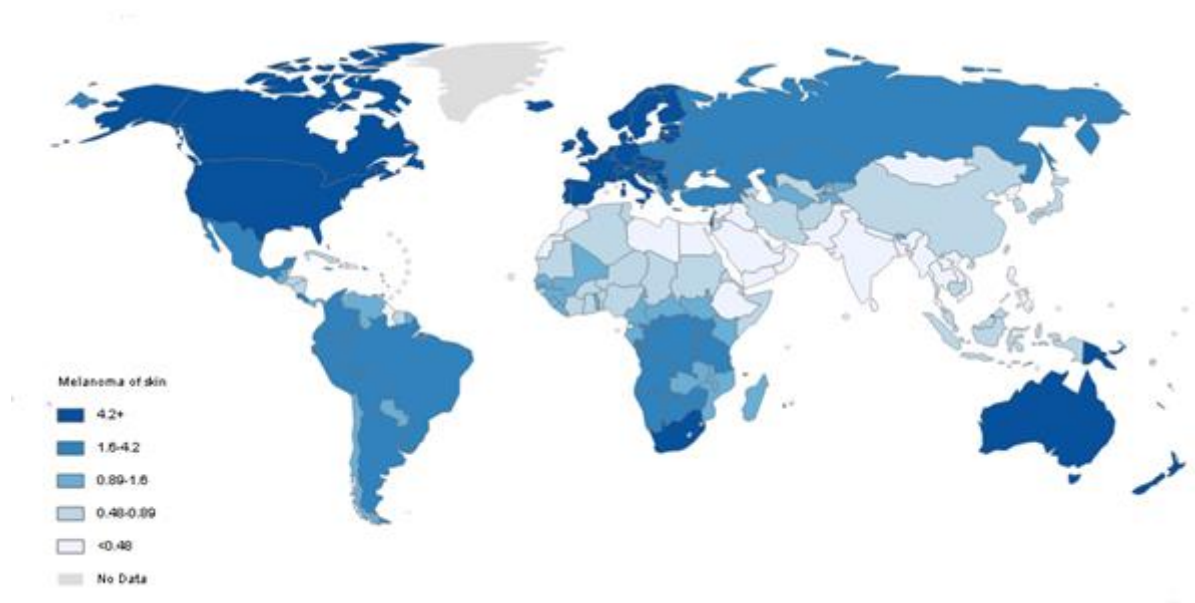 Melanoma of skin
4.2+
1.6-4.2
0.89-1.6
0.48-0.89
<0.48
No Data